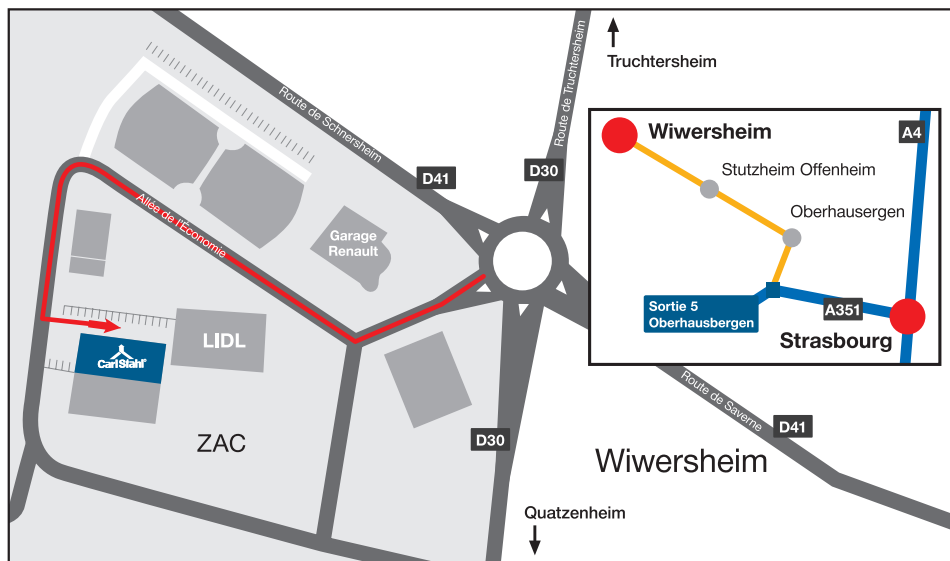 Truchtersheim
Route de Schnersheim
Route de Truchtersheim
D41
D30
Allée de l'Économie
Garage
Renault
LIDL
CarlStahl
ZAC
D30
Quatzenheim
Wiwersheim
Route de Saverne
D41
A4
Wiwersheim
Stutzheim Offenheim
Oberhausergen
Sortie 5
Oberhausbergen
A351
Strasbourg